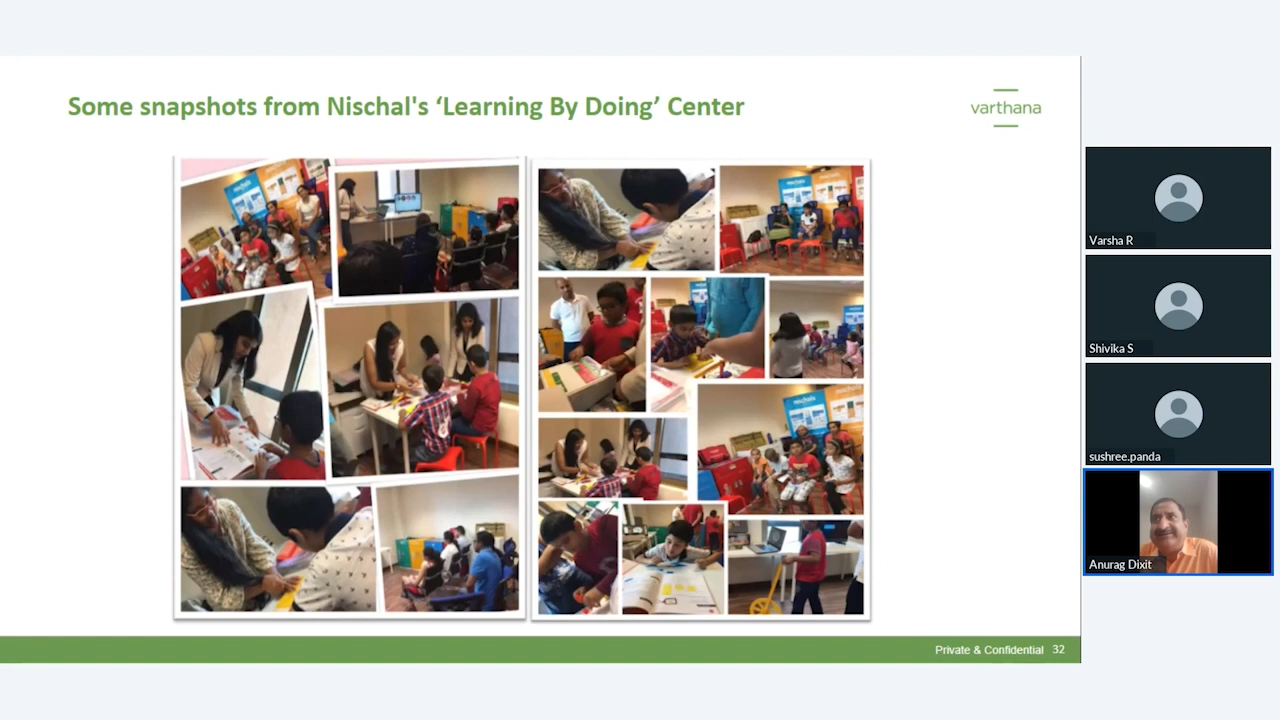 Some snapshots from Nischal's ‘Learning By Doing’ Center
varthana
Varsha R
Shivika S
sushree.panda
Anurag Dixit
Private & Confidential 32